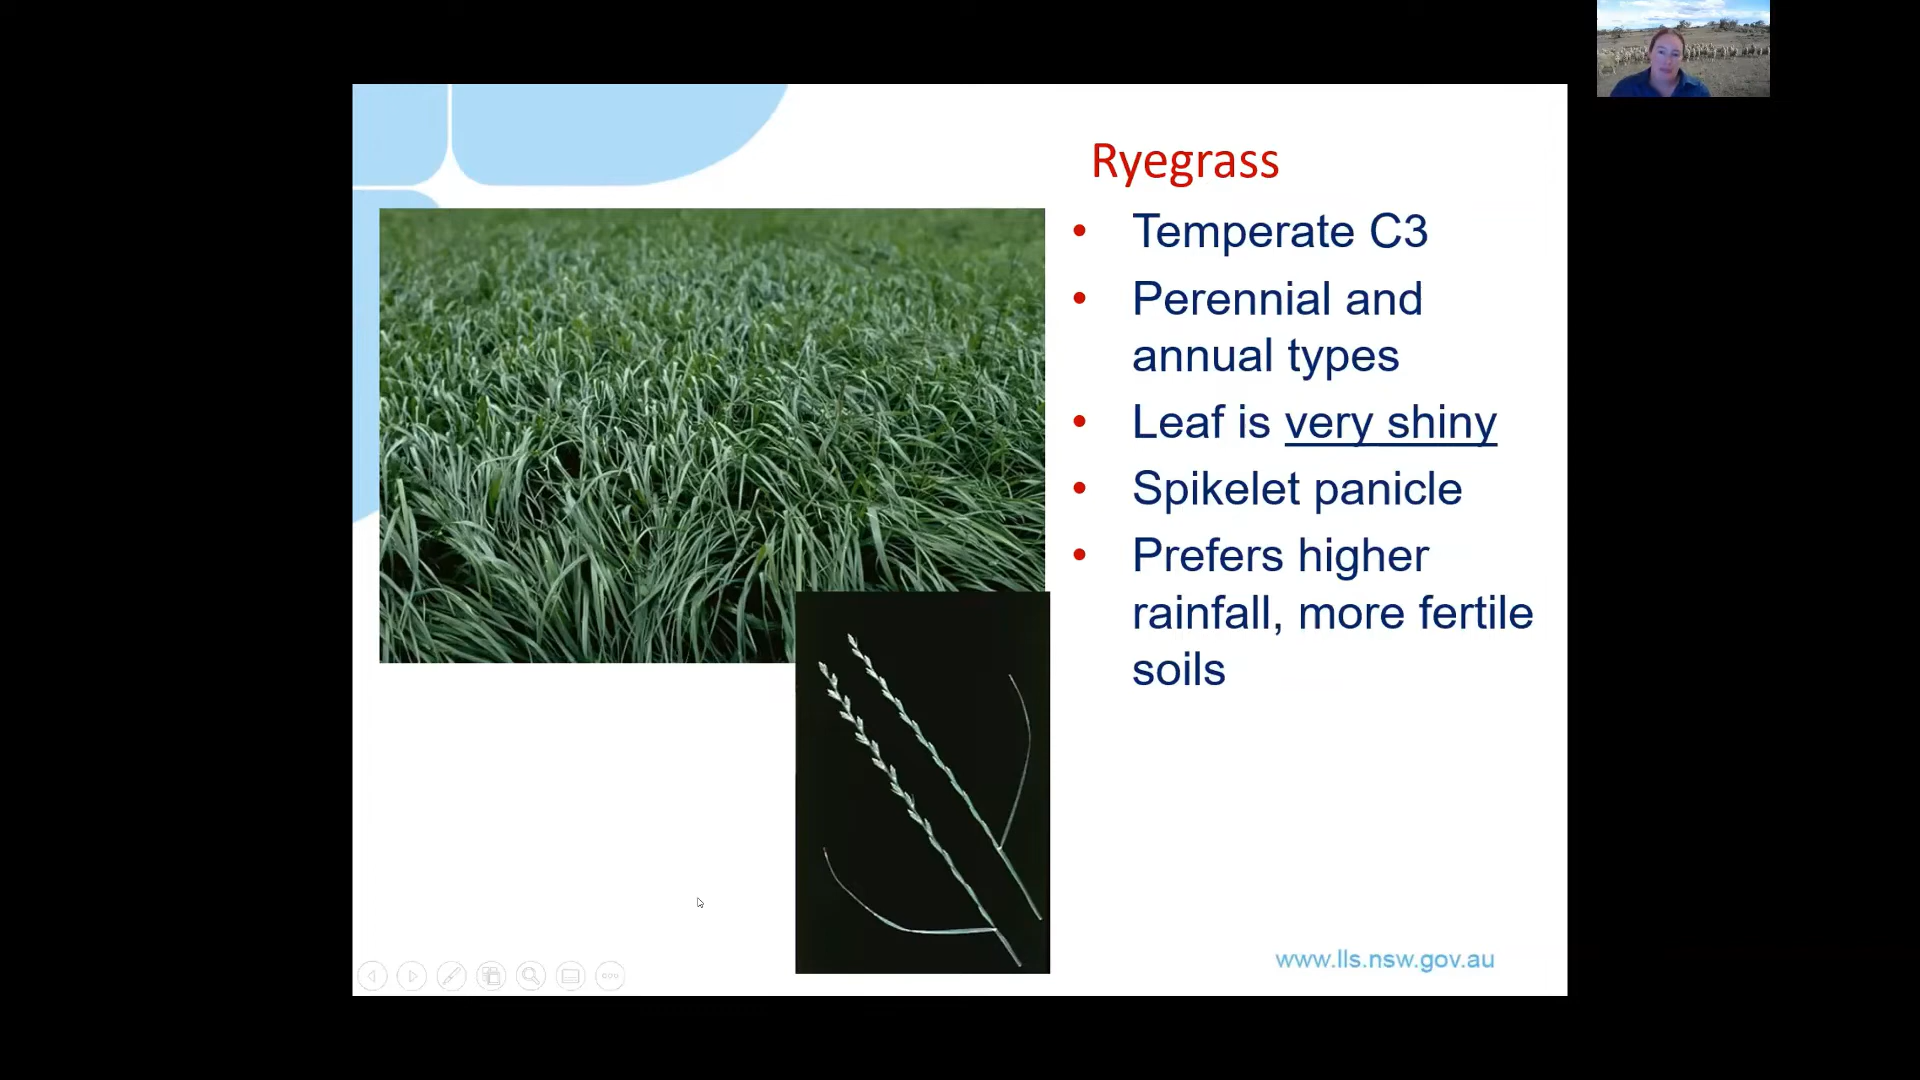 Ryegrass
• Temperate C3
• Perennial and
annual types
• Leaf is very shiny
• Spikelet panicle
• Prefers higher
rainfall, more fertile
soils
www.lls.nsw.gov.au